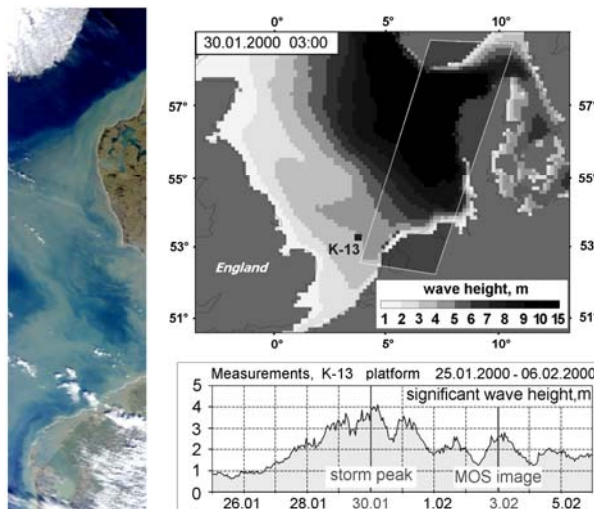 0° 5° 10°
30.01.2000 03:00
57° 57°
55° 55°
53° 53°
K-13
England
wave height, m
1 2 3 4 5 6 7 8 9 10 15
51° 51°
0° 5° 10°
Measurements, K-13 platform 25.01.2000 - 06.02.2000
5
significant wave height,m
4
3
2
1
storm peak MOS image
0
26.01 28.01 30.01 1.02 3.02 5.02